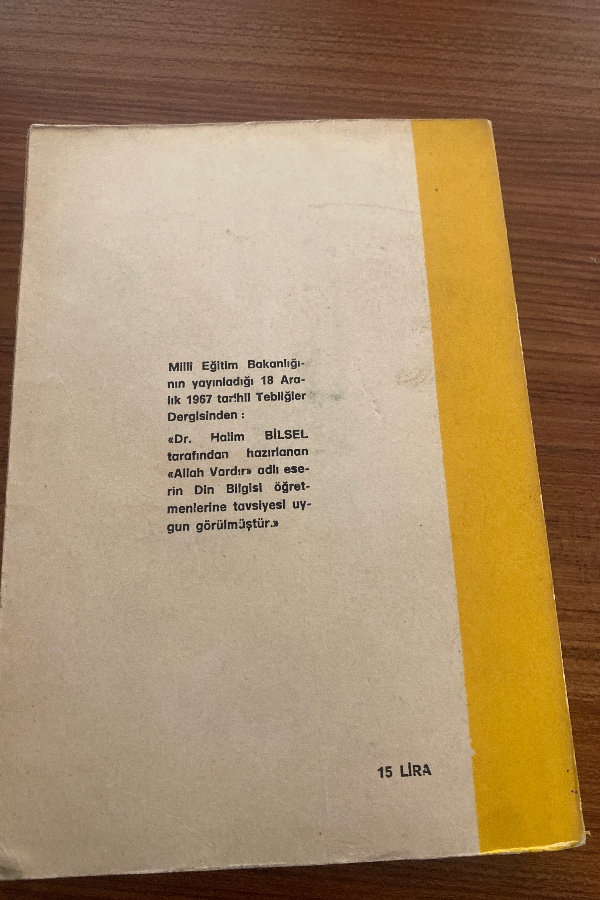 Milli Eğitim Bakanlığı-
nın yayınladığı 18 Ara-
lık 1967 tarihli Tebliğler
Dergisinden :
«Dr. Halim BİLSEL
tarafından hazırlanan
«Allah Vardır» adlı ese-
rin Din Bilgisi öğret-
menlerine tavsiyesi uy-
gun görülmüştür.»
15 LİRA